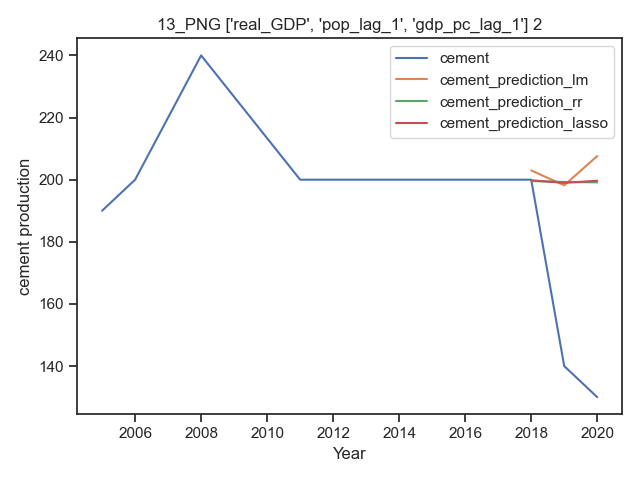 13_PNG ['real_GDP', 'pop_lag_1', 'gdp_pc_lag_1'] 2
cement
cement_prediction_lm
cement_prediction_rr
cement_prediction_lasso
240
220
200
180
160
140
cement production
2006 2008 2010 2012 2014 2016 2018 2020
Year